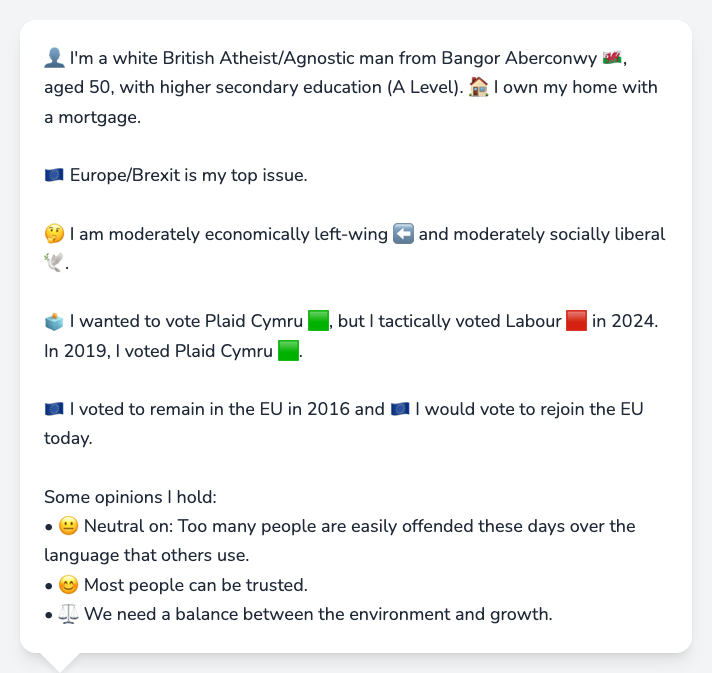 👤 I'm a white British Atheist/Agnostic man from Bangor Aberconwy 🏴󠁧󠁢󠁷󠁬󠁳󠁿,
aged 50, with higher secondary education (A Level). 🏠 I own my home with
a mortgage.
🇪🇺 Europe/Brexit is my top issue.
🤔 I am moderately economically left-wing ⬅️ and moderately socially liberal
🕊️.
🗳️ I wanted to vote Plaid Cymru 🟩, but I tactically voted Labour 🟥 in 2024.
In 2019, I voted Plaid Cymru 🟩.
🇪🇺 I voted to remain in the EU in 2016 and 🇪🇺 I would vote to rejoin the EU
today.
Some opinions I hold:
• 😐 Neutral on: Too many people are easily offended these days over the
language that others use.
• 😊 Most people can be trusted.
• ⚖️ We need a balance between the environment and growth.